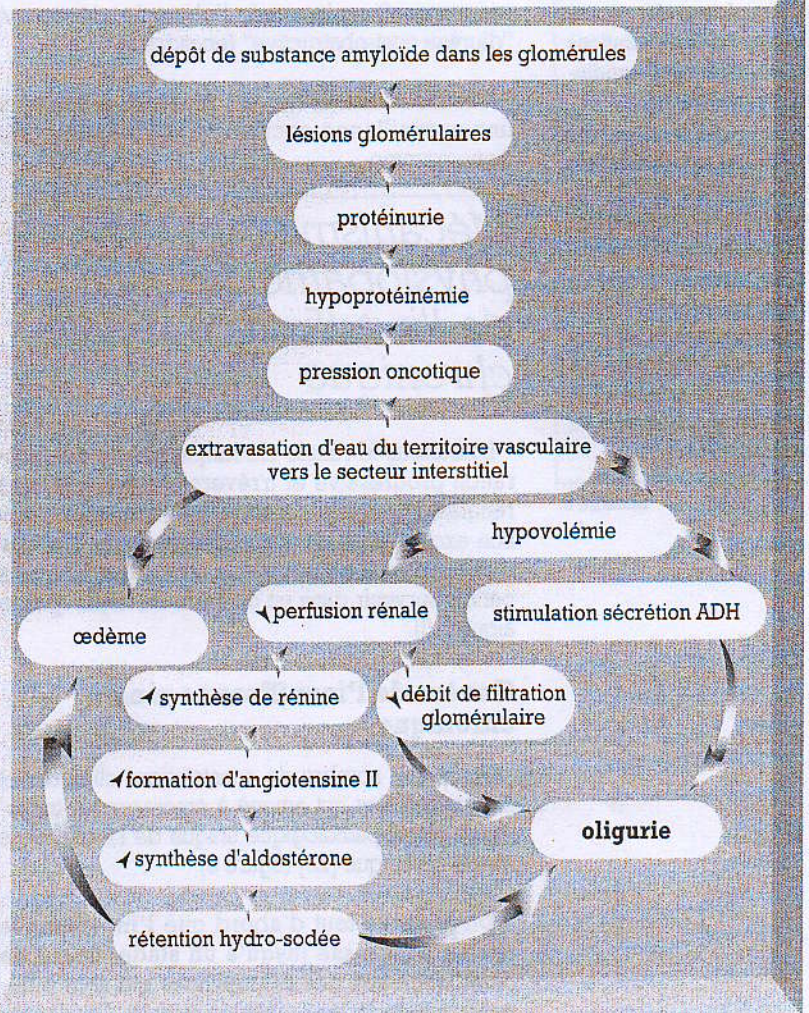 dépôt de substance amyloïde dans les glomérules
lésions glomérulaires
protéinurie
hypoprotéinémie
pression oncotique
extravasation d'eau du territoire vasculaire
vers le secteur interstitiel
hypovolémie
œdème
perfusion rénale
stimulation sécrétion ADH
synthèse de rénine
débit de filtration
glomérulaire
formation d'angiotensine II
oligurie
synthèse d'aldostérone
rétention hydro-sodée